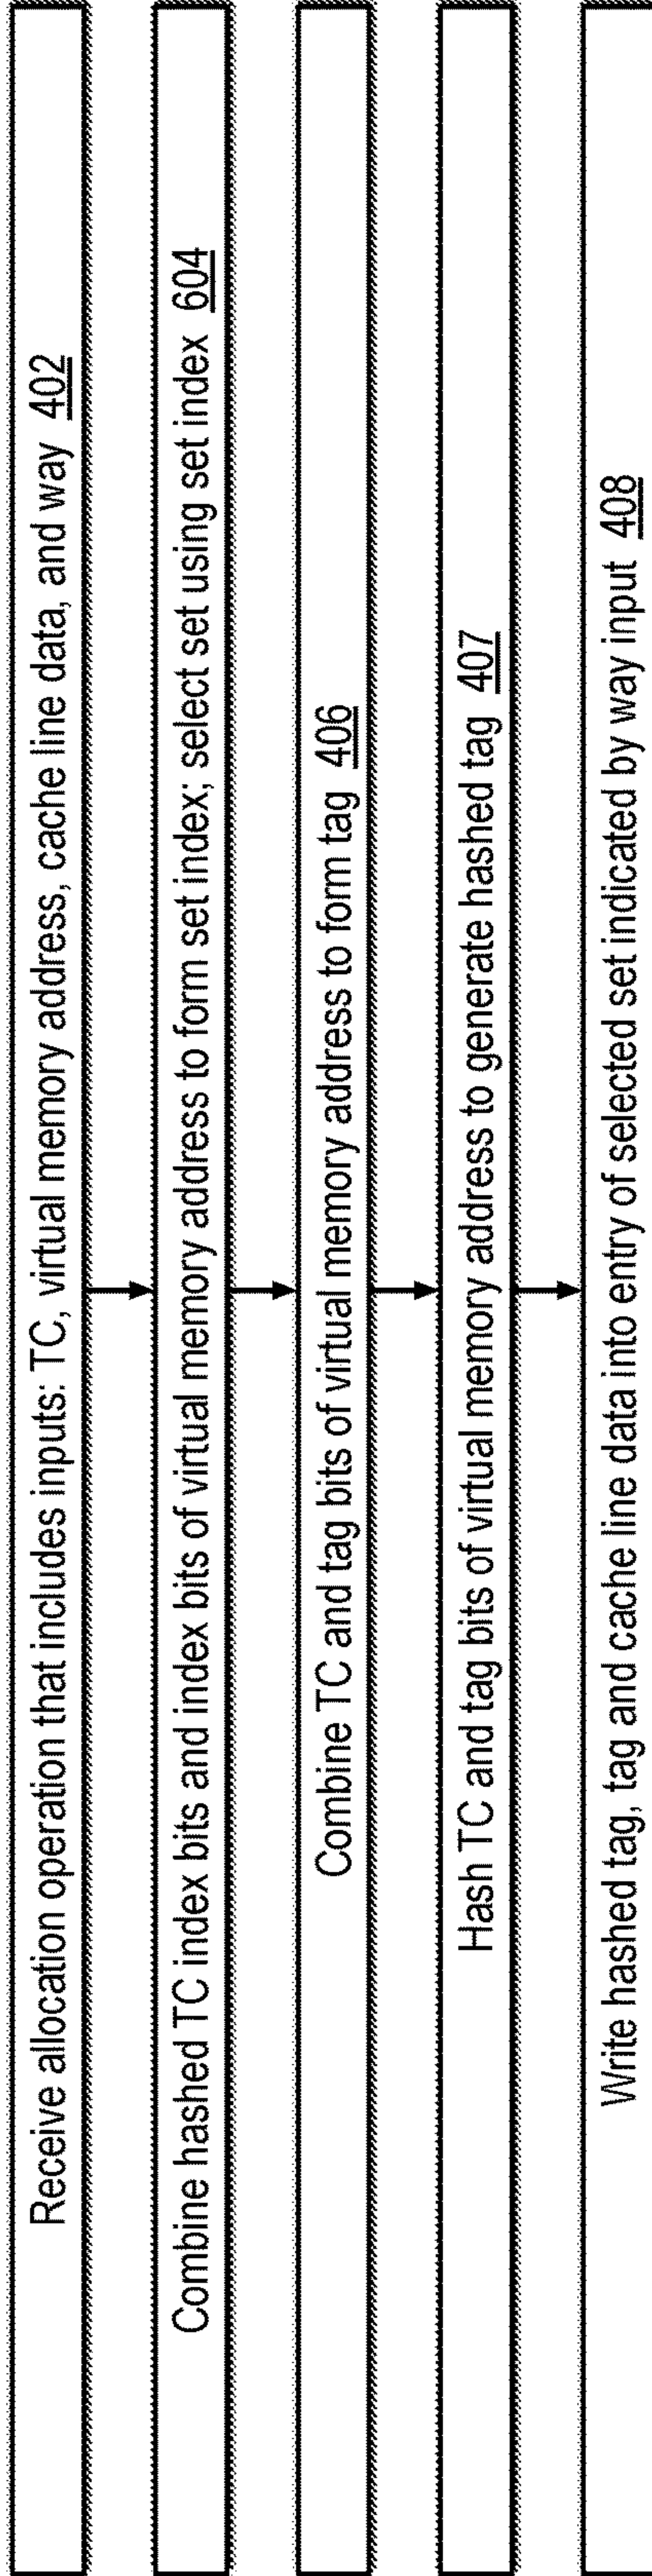 Receive allocation operation that includes inputs: TC, virtual memory address, cache line data, and way 402
Combine hashed TC index bits and index bits of virtual memory address to form set index; select set using set index 604
Combine TC and tag bits of virtual memory address to form tag 406
Hash TC and tag bits of virtual memory address to generate hashed tag 407
Write hashed tag, tag and cache line data into entry of selected set indicated by way input 408